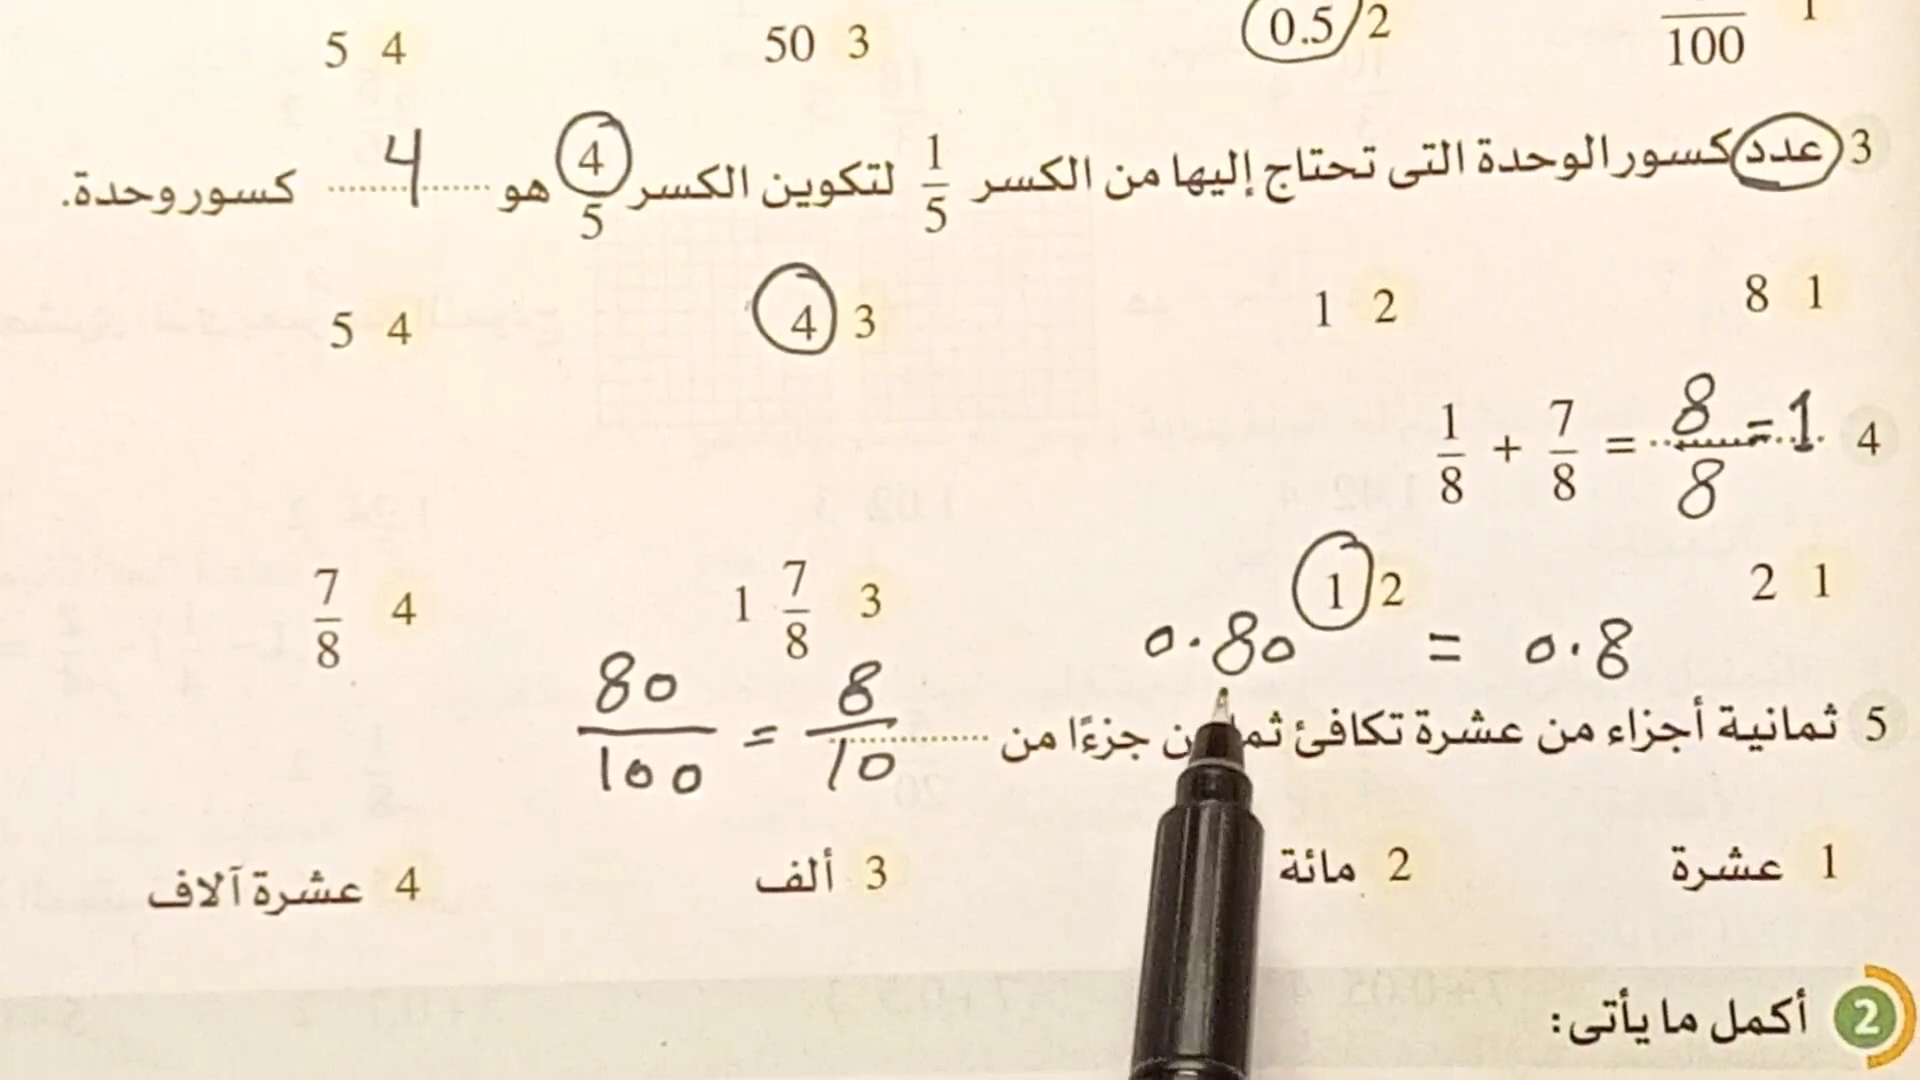 1 100 2 0.5 3 50 4 5
3 عدد كسور الوحدة التى تحتاج إليها من الكسر 1/5 لتكوين الكسر 4/5 هو ....4.... كسور وحدة.
1 8 2 1 3 4 4 5
4 1/8 + 7/8 = 8/8 = 1
1 2 2 1 3 1 7/8 4 7/8
0.80 = 0.8
5 ثمانية أجزاء من عشرة تكافئ جزءًا من ........
80/100 = 8/10
1 عشرة 2 مائة 3 ألف 4 عشرة آلاف
2 أكمل ما يأتى: